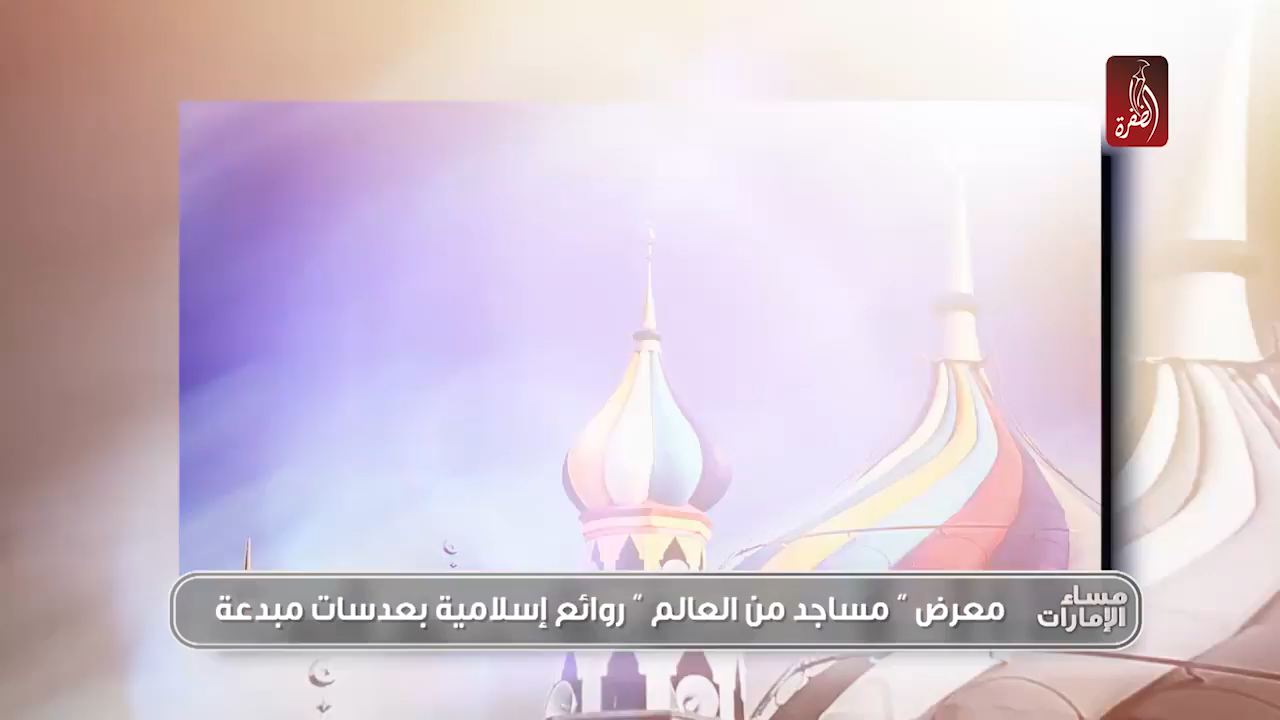 الظفرة
معرض " مساجد من العالم " روائع إسلامية بعدسات مبدعة
مساء
الإمارات